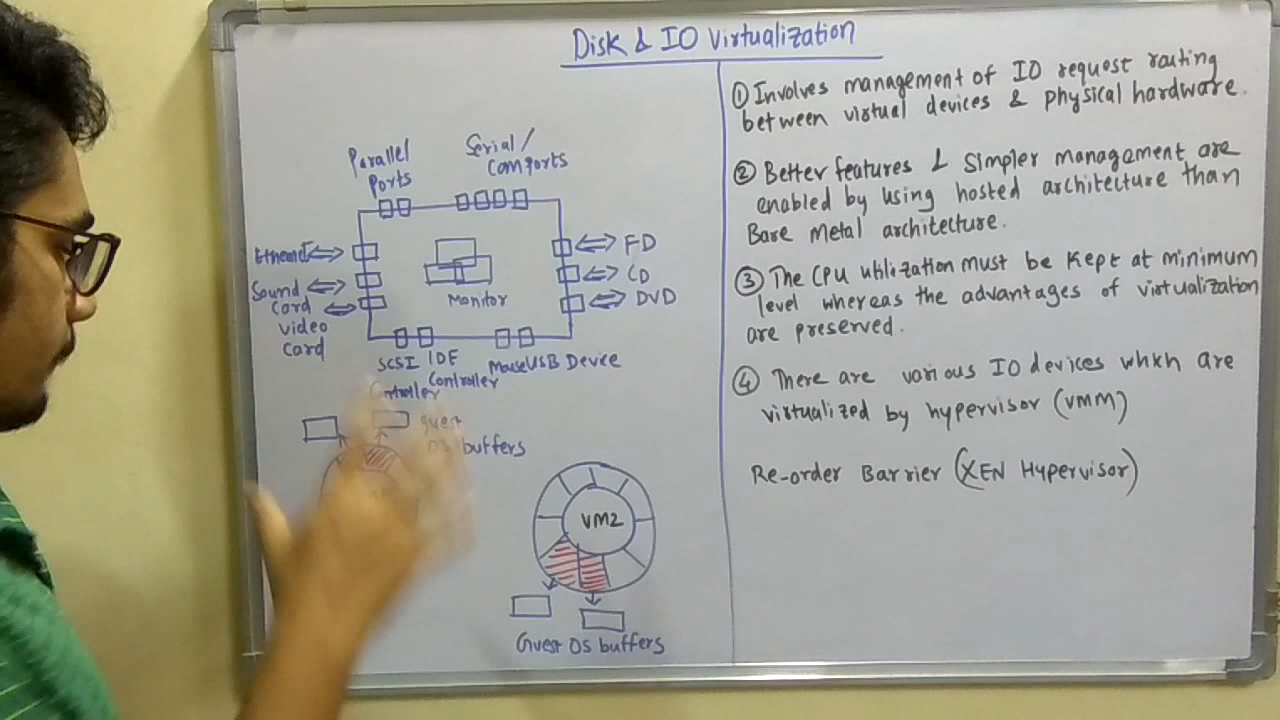 Disk & IO Virtualization
Parallel
Ports
Serial/
Comports
Ethernet
Sound
Card
video
Card
Monitor
FD
CD
DVD
SCSI
Controller
IDE
Controller
Mouse
USB Device
guest
OS buffers
VM2
Guest OS buffers
① Involves management of IO request routing
between virtual devices & physical hardware.
② Better features & Simpler management are
enabled by using hosted architecture than
Bare Metal architecture.
③ The CPU utilization must be kept at minimum
level whereas the advantages of virtualization
are preserved.
④ There are various IO devices which are
virtualized by hypervisor (VMM)
Re-order Barrier (XEN Hypervisor)